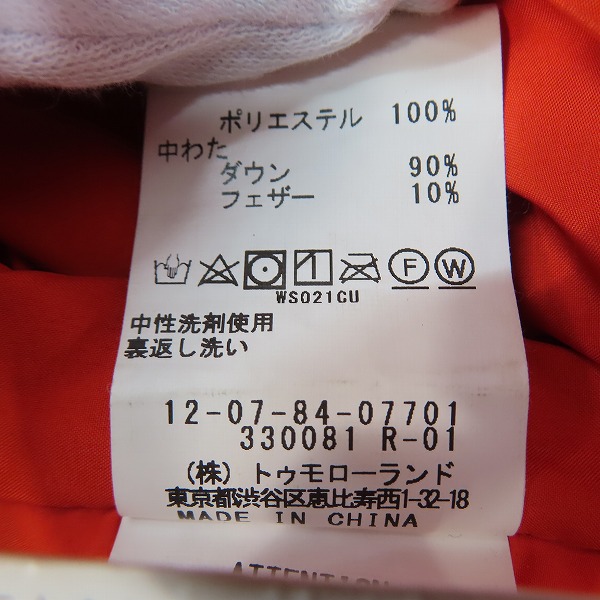 ポリエステル 100%
中わた
ダウン 90%
フェザー 10%
F W
WS021CU
中性洗剤使用
裏返し洗い
12-07-84-07701
330081 R-01
(株) トゥモローランド
東京都渋谷区恵比寿西1-32-18
MADE IN CHINA
ATTENTION